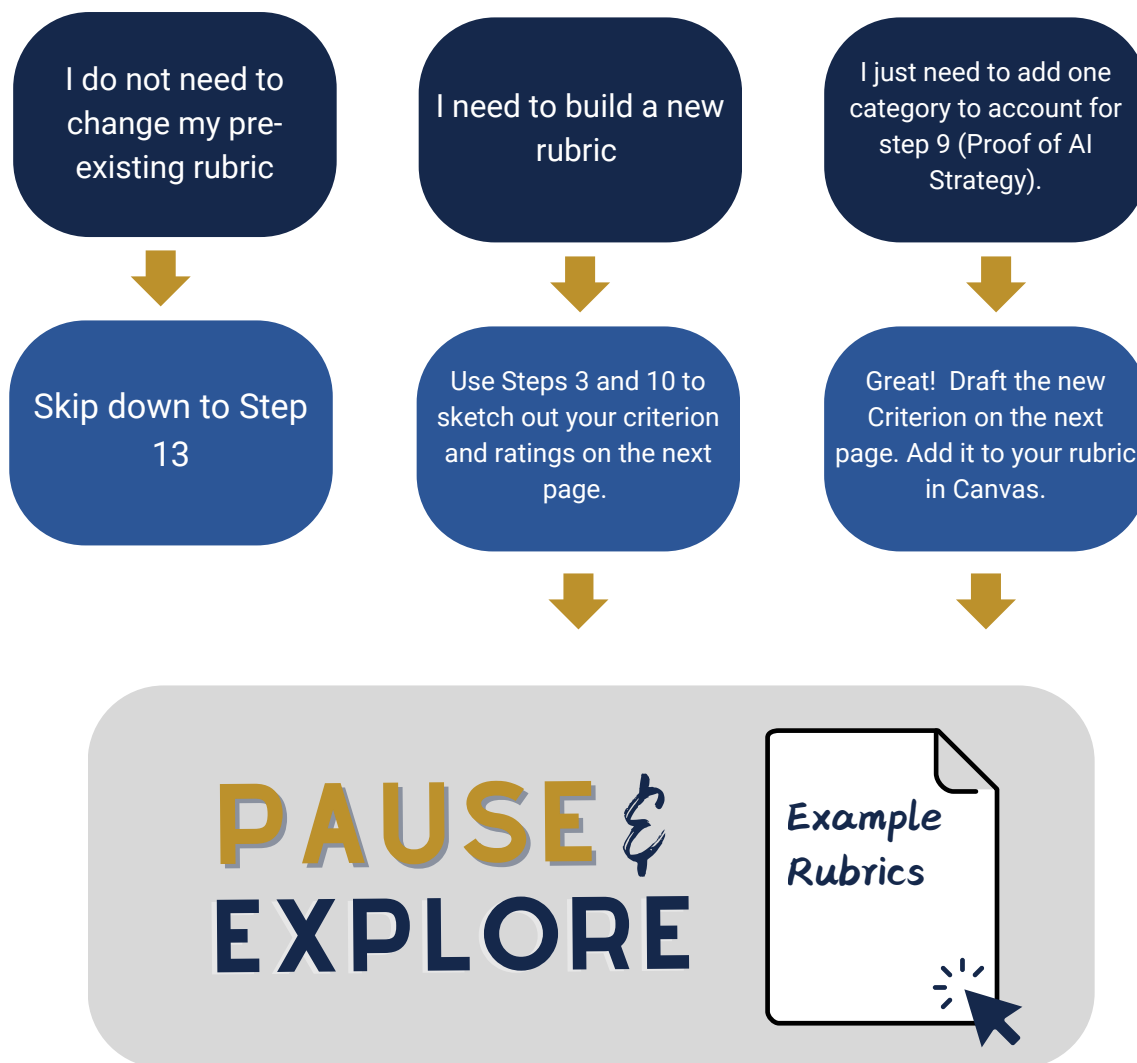 I do not need to
change my pre-
existing rubric
I need to build a new
rubric
I just need to add one
category to account for
step 9 (Proof of AI
Strategy).
Skip down to Step
13
Use Steps 3 and 10 to
sketch out your criterion
and ratings on the next
page.
Great!  Draft the new
Criterion on the next
page. Add it to your rubric
in Canvas.
PAUSE &
EXPLORE
Example
Rubrics